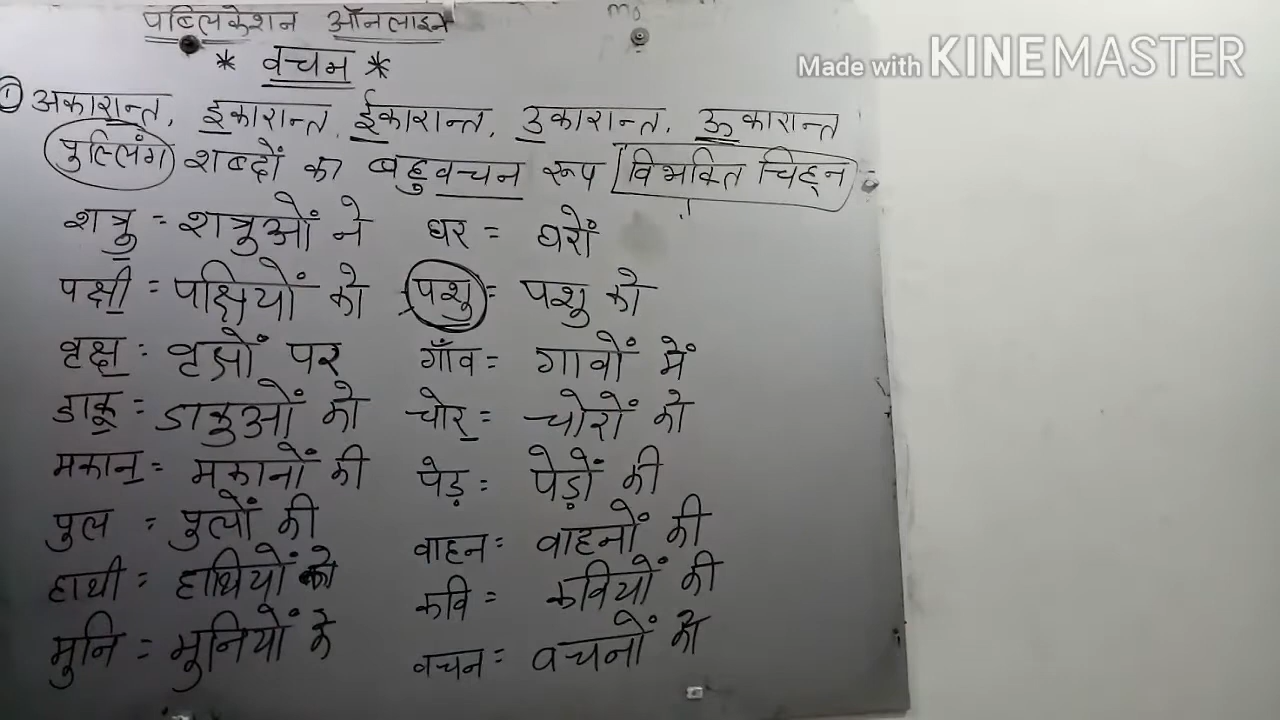 पब्लिकेशन ऑनलाइन
Made with KINEMASTER
* वचन *
① अकारान्त, इकारान्त, ईकारान्त, उकारान्त, ऊकारान्त
पुल्लिंग शब्दों का बहुवचन रूप विभक्ति चिह्न =
शत्रु = शत्रुओं ने घर = घरों
पक्षी = पक्षियों को पशु = पशु को
वृक्ष = वृक्षों पर गाँव = गावों में
डाकू = डाकुओं को चोर = चोरों को
मकान = मकानों की पेड़ = पेड़ों की
पुल = पुलों की वाहन = वाहनों की
हाथी = हाथियों को कवि = कवियों की
मुनि = मुनियों के वचन = वचनों को